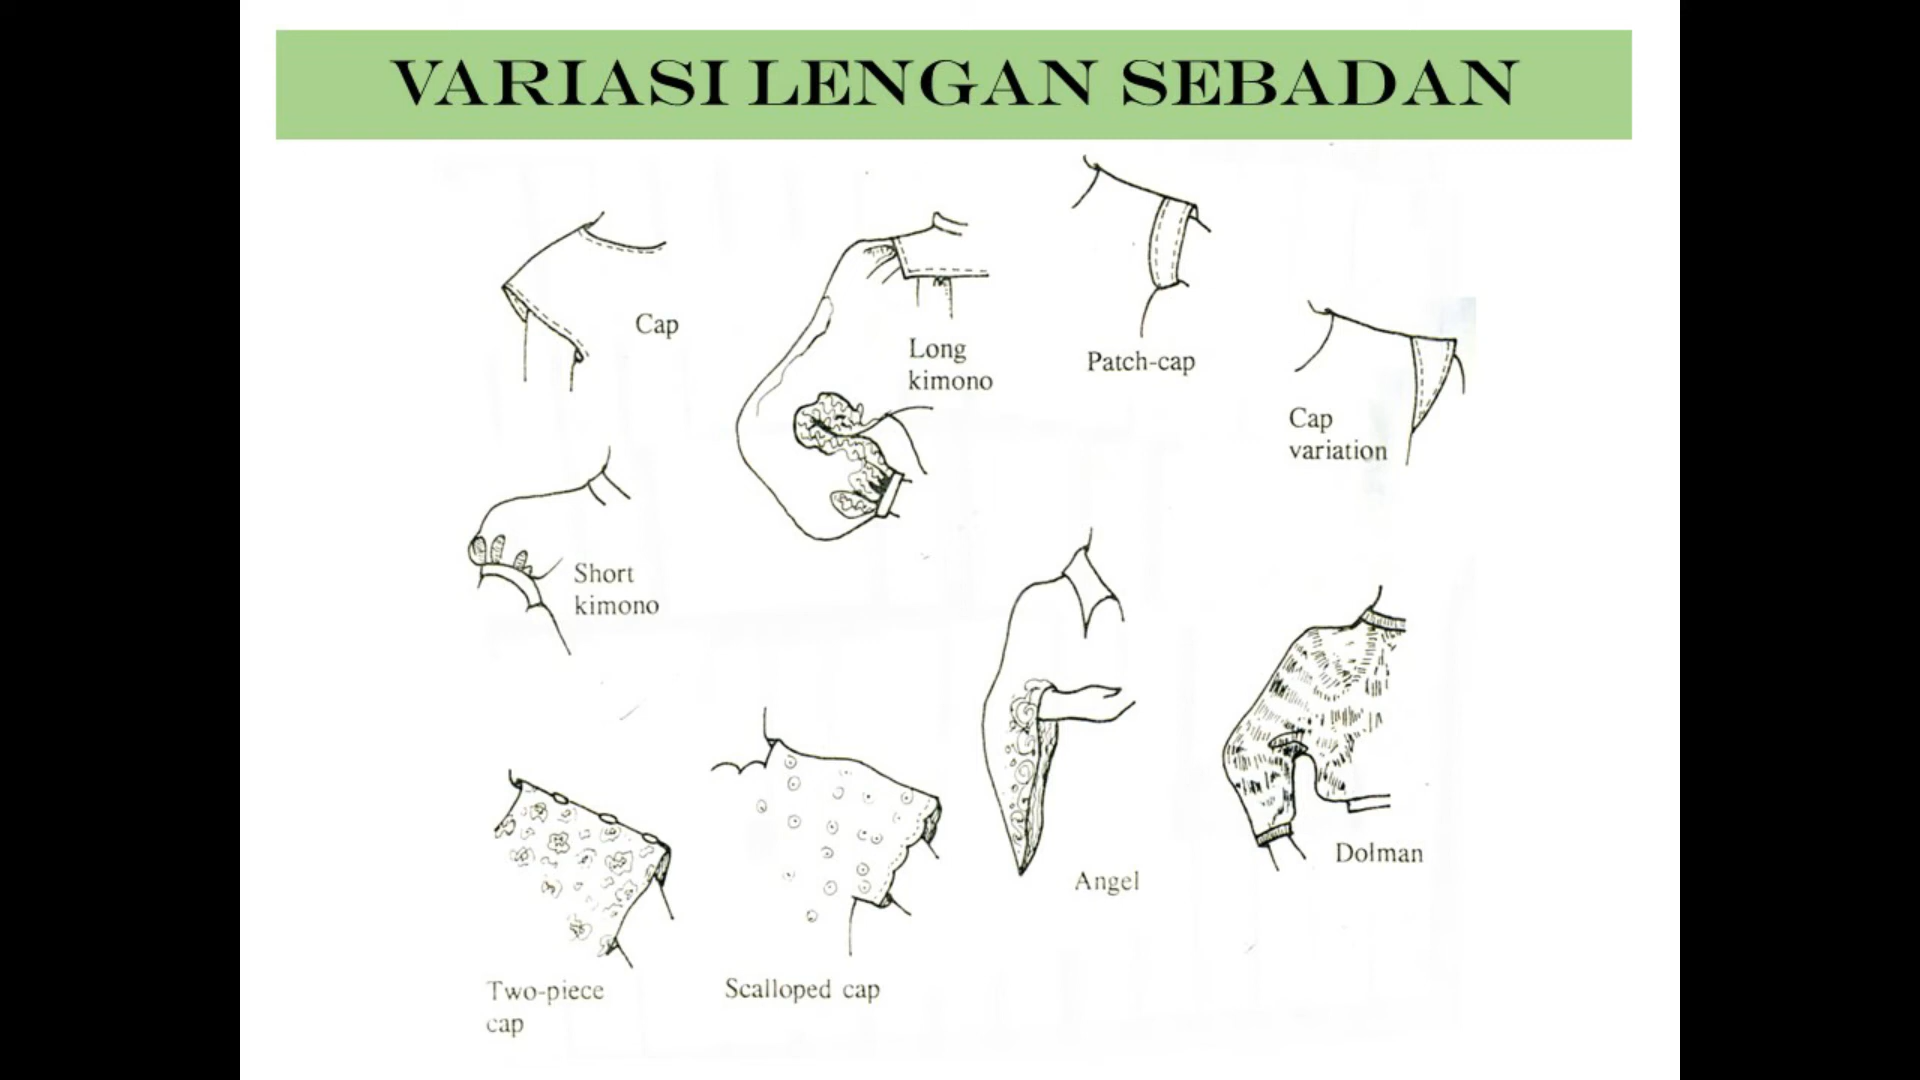 VARIASI LENGAN SEBADAN
Cap
Long
kimono
Patch-cap
Cap
variation
Short
kimono
Two-piece
cap
Scalloped cap
Angel
Dolman